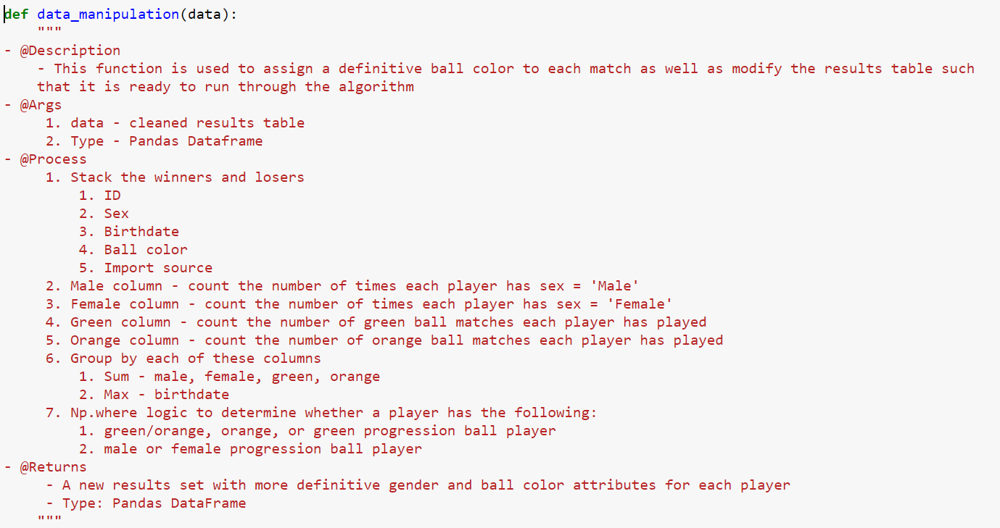 def data_manipulation(data):
"""
- @Description
- This function is used to assign a definitive ball color to each match as well as modify the results table such
that it is ready to run through the algorithm
- @Args
1. data - cleaned results table
2. Type - Pandas Dataframe
- @Process
1. Stack the winners and losers
1. ID
2. Sex
3. Birthdate
4. Ball color
5. Import source
2. Male column - count the number of times each player has sex = 'Male'
3. Female column - count the number of times each player has sex = 'Female'
4. Green column - count the number of green ball matches each player has played
5. Orange column - count the number of orange ball matches each player has played
6. Group by each of these columns
1. Sum - male, female, green, orange
2. Max - birthdate
7. Np.where logic to determine whether a player has the following:
1. green/orange, orange, or green progression ball player
2. male or female progression ball player
- @Returns
- A new results set with more definitive gender and ball color attributes for each player
- Type: Pandas DataFrame
"""